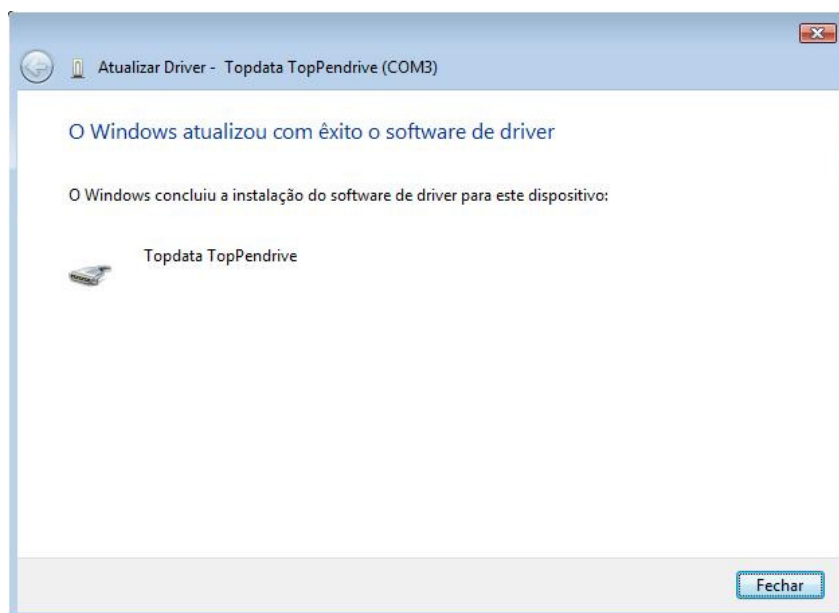 Atualizar Driver - Topdata TopPendrive (COM3)
O Windows atualizou com êxito o software de driver
O Windows concluiu a instalação do software de driver para este dispositivo:
Topdata TopPendrive
Fechar